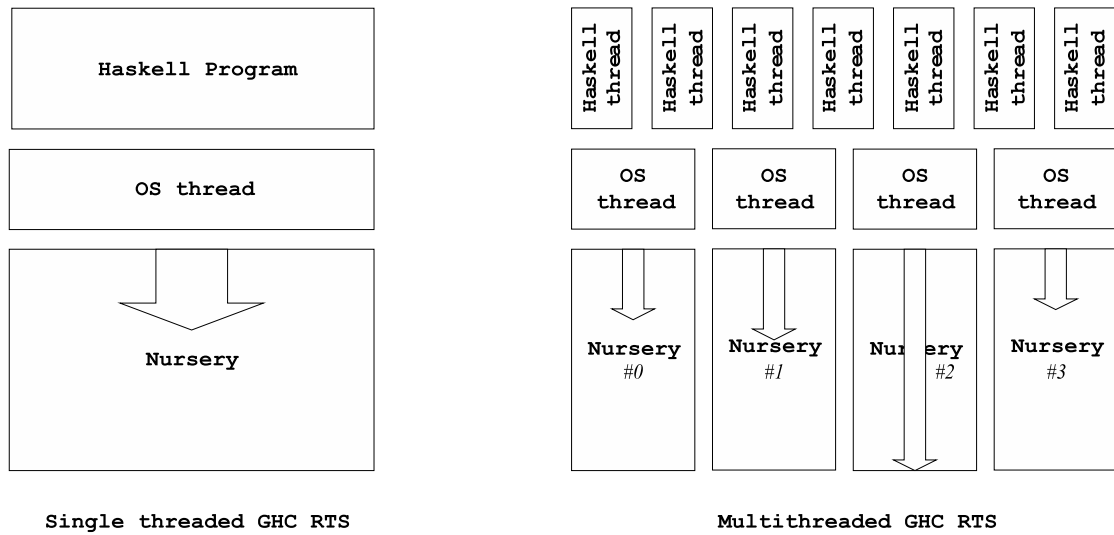 Haskell Program
OS thread
Nursery
Single threaded GHC RTS
Haskell
thread
Haskell
thread
Haskell
thread
Haskell
thread
Haskell
thread
Haskell
thread
Haskell
thread
OS
thread
OS
thread
OS
thread
OS
thread
Nursery
#0
Nursery
#1
Nursery
#2
Nursery
#3
Multithreaded GHC RTS